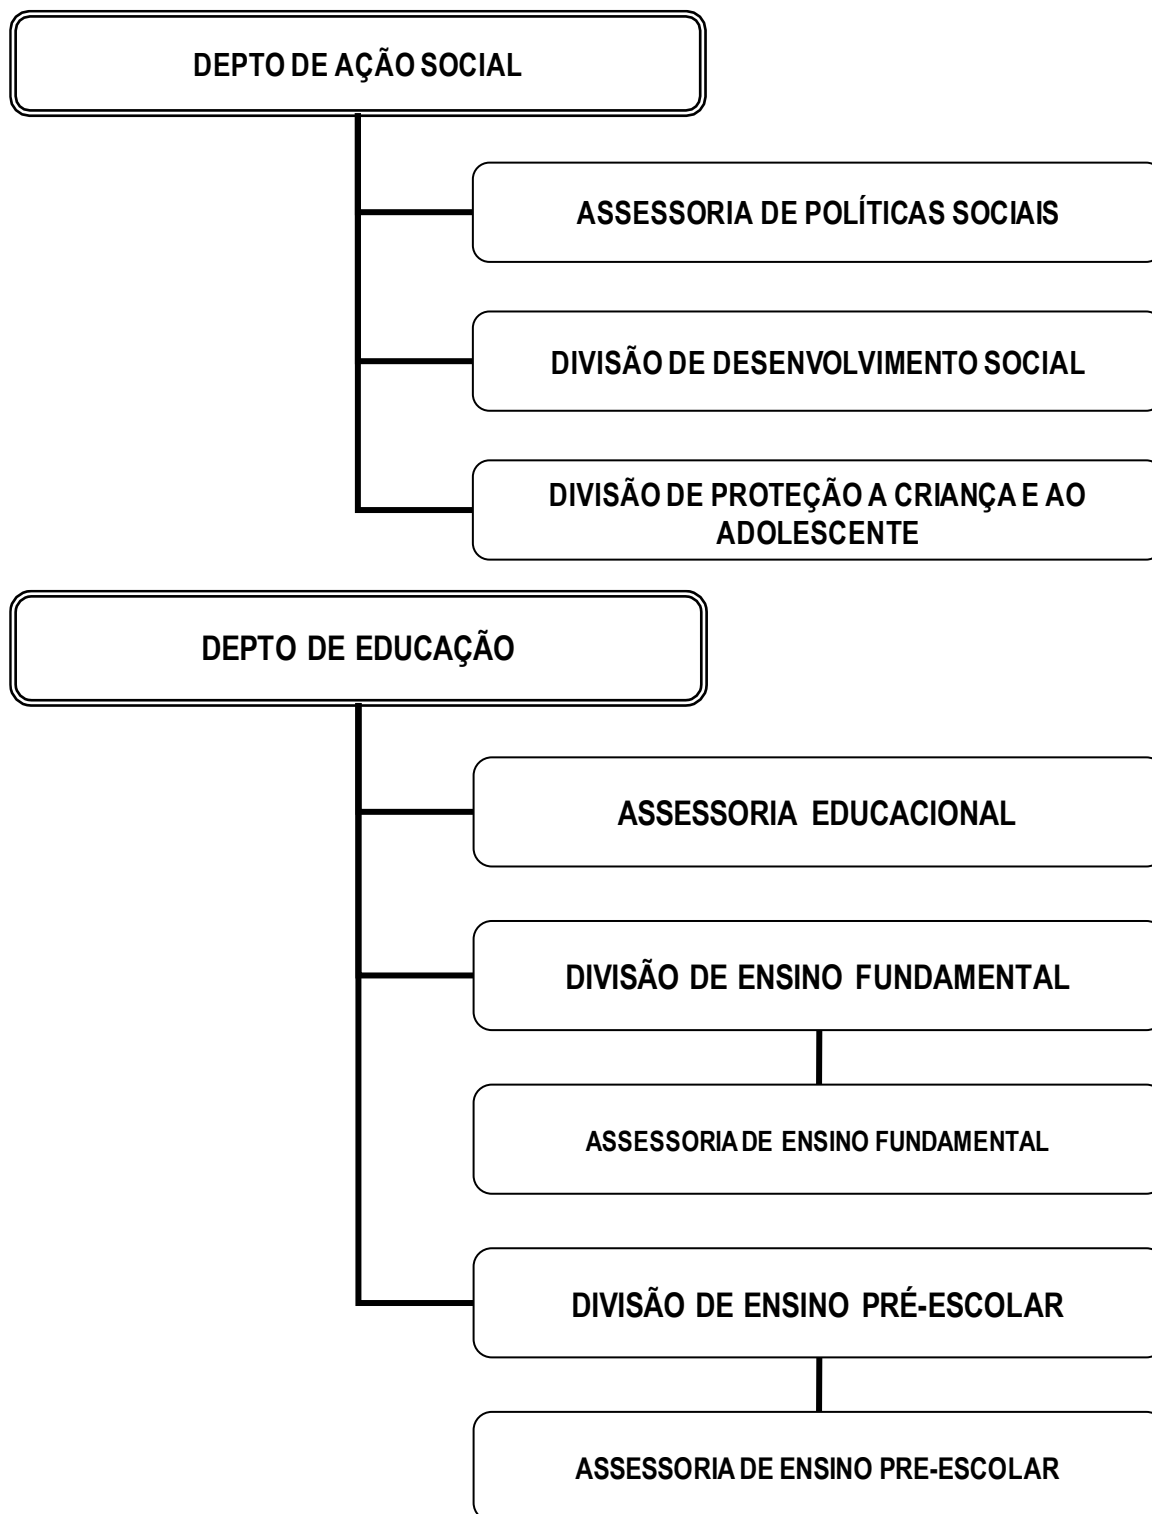 DEPTO DE AÇÃO SOCIAL
ASSESSORIA DE POLÍTICAS SOCIAIS
DIVISÃO DE DESENVOLVIMENTO SOCIAL
DIVISÃO DE PROTEÇÃO A CRIANÇA E AO
ADOLESCENTE
DEPTO DE EDUCAÇÃO
ASSESSORIA EDUCACIONAL
DIVISÃO DE ENSINO FUNDAMENTAL
ASSESSORIA DE ENSINO FUNDAMENTAL
DIVISÃO DE ENSINO PRÉ-ESCOLAR
ASSESSORIA DE ENSINO PRE-ESCOLAR